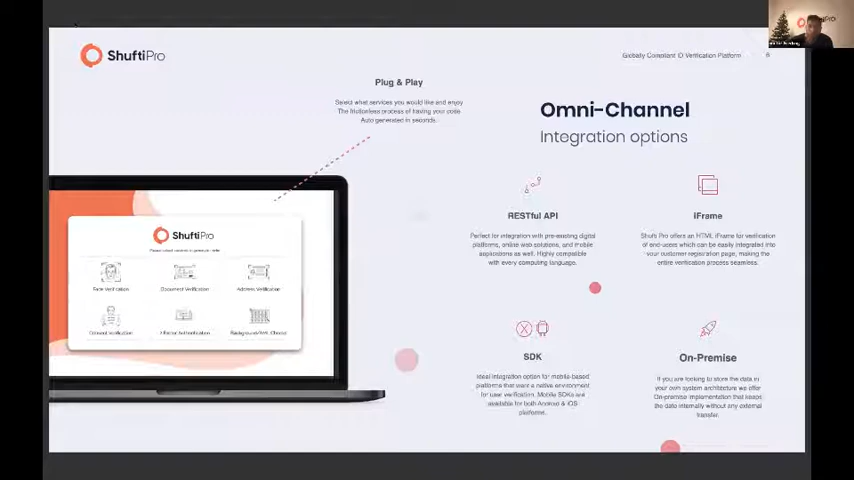 ShuftiPro
Globally Compliant ID Verification Platform
Plug & Play
Select what services you would like and enjoy
The frictionless process of having your code
Auto generated in seconds.
Omni-Channel
Integration options
RESTful API
Perfect for integration with pre-existing digital
platforms, online web solutions, and mobile
applications as well. Highly compatible
with every computing language.
iFrame
Shufti Pro offers an HTML iFrame for verification
of end-users which can be easily integrated into
your customer registration page, making the
entire verification process seamless.
SDK
Ideal integration option for mobile-based
platforms that want a native environment
for user verification. Mobile SDKs are
available for both Android & iOS
platforms.
On-Premise
If you are looking to store the data in
your own system architecture we offer
On-premise implementation that keeps
the data internally without any external
transfer.
ShuftiPro
Face Verification
Document Verification
Address Verification
Consent Verification